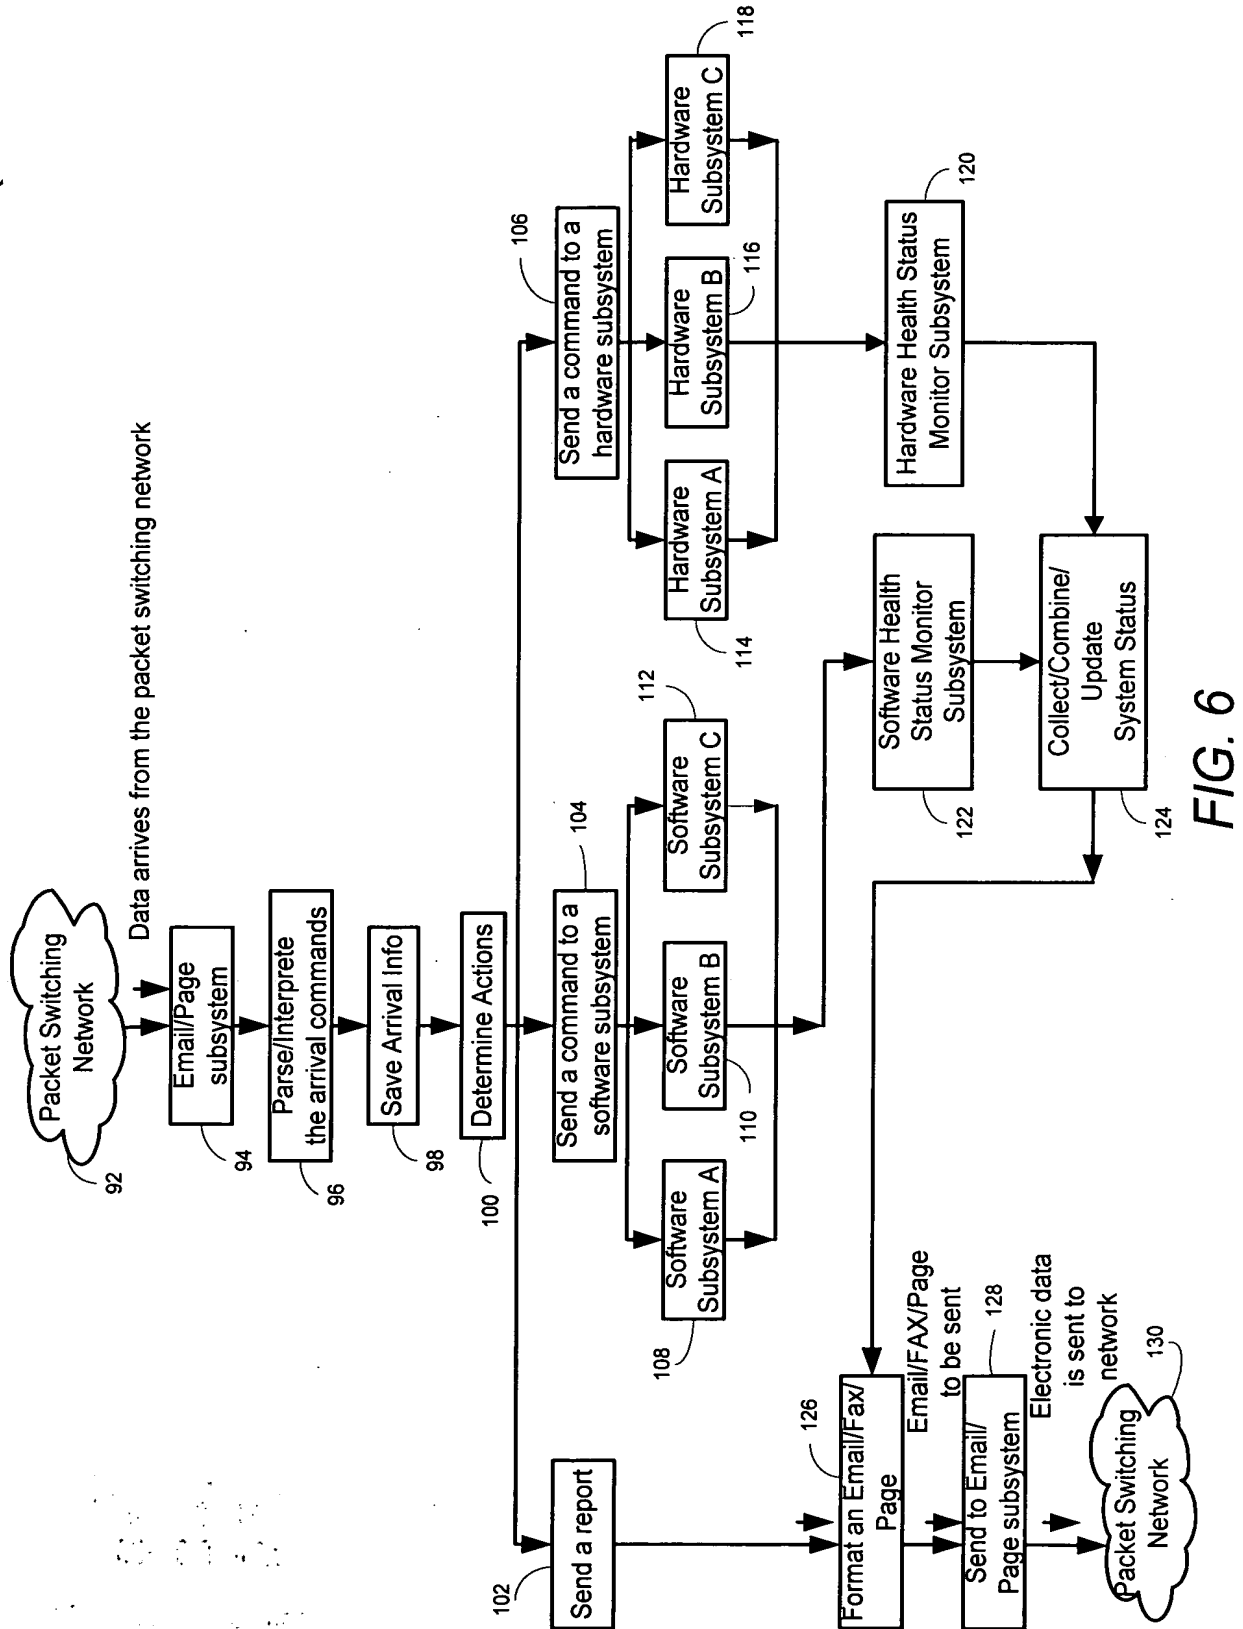 Packet Switching
Network
92
Data arrives from the packet switching network
Email/Page
subsystem
94
Parse/Interprete
the arrival commands
96
Save Arrival Info
98
Determine Actions
100
Send a report
102
Send a command to a
software subsystem
104
Send a command to a
hardware subsystem
106
Software
Subsystem A
108
Software
Subsystem B
110
Software
Subsystem C
112
Hardware
Subsystem A
114
Hardware
Subsystem B
116
Hardware
Subsystem C
118
Software Health
Status Monitor
Subsystem
122
Hardware Health Status
Monitor Subsystem
120
Collect/Combine/
Update
System Status
124
Format an Email/Fax/
Page
126
Email/FAX/Page
to be sent
Send to Email/
Page subsystem
128
Electronic data
is sent to
network
Packet Switching
Network
130
FIG. 6